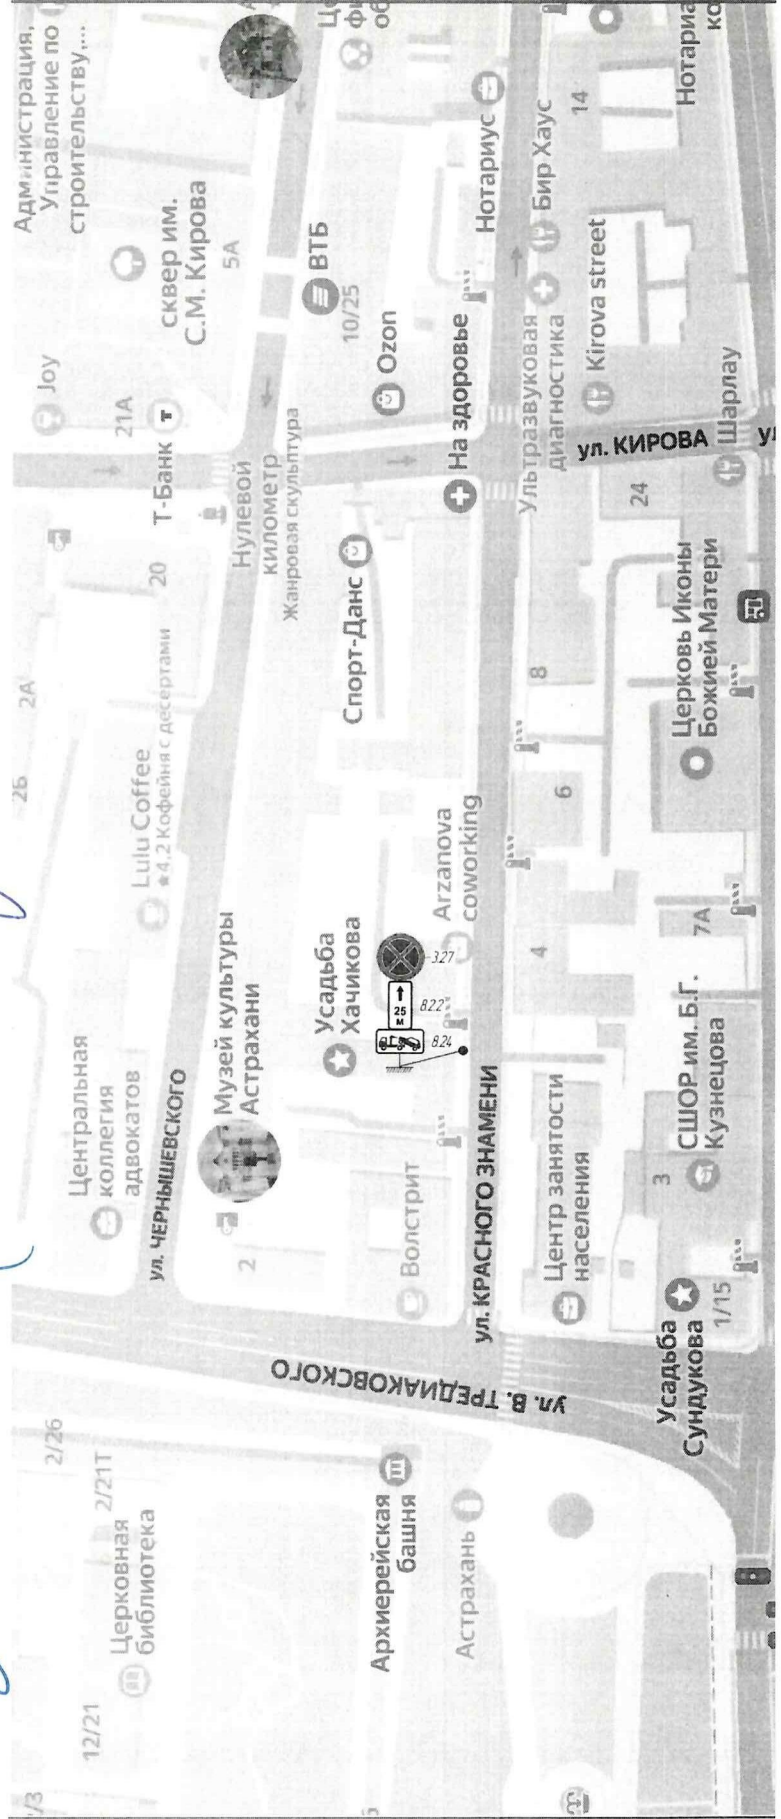 Администрация,
Управление по
строительству,...
сквер им.
С.М. Кирова
5А
Joy
21А
Т-Банк
Т
ВТБ
10/25
Ozon
Нотариус
На здоровье
Бир Хаус
14
Нотариа
ко
Ультразвуковая
диагностика
Kirova street
ул. КИРОВА
Шарлау
24
Нулевой
километр
Жанровая скульптура
20
2А
2Б
Lulu Coffee
★4,2 Кофейня с десертами
Спорт-Данс
8
6
4
Церковь Иконы
Божией Матери
Arzanova
coworking
Усадьба
Хачикова
3.27
25
М
8.2.2
8.24
Музей культуры
Астрахани
Центральная
коллегия
адвокатов
ул. ЧЕРНЫШЕВСКОГО
2
Волстрит
ул. КРАСНОГО ЗНАМЕНИ
Центр занятости
населения
7А
СШОР им. Б.Г.
Кузнецова
3
1/15
Усадьба
Сундукова
ул. В. ТРЕДИАКОВСКОГО
2/26
2/21Т
Церковная
библиотека
12/21
Архиерейская
башня
Астрахань